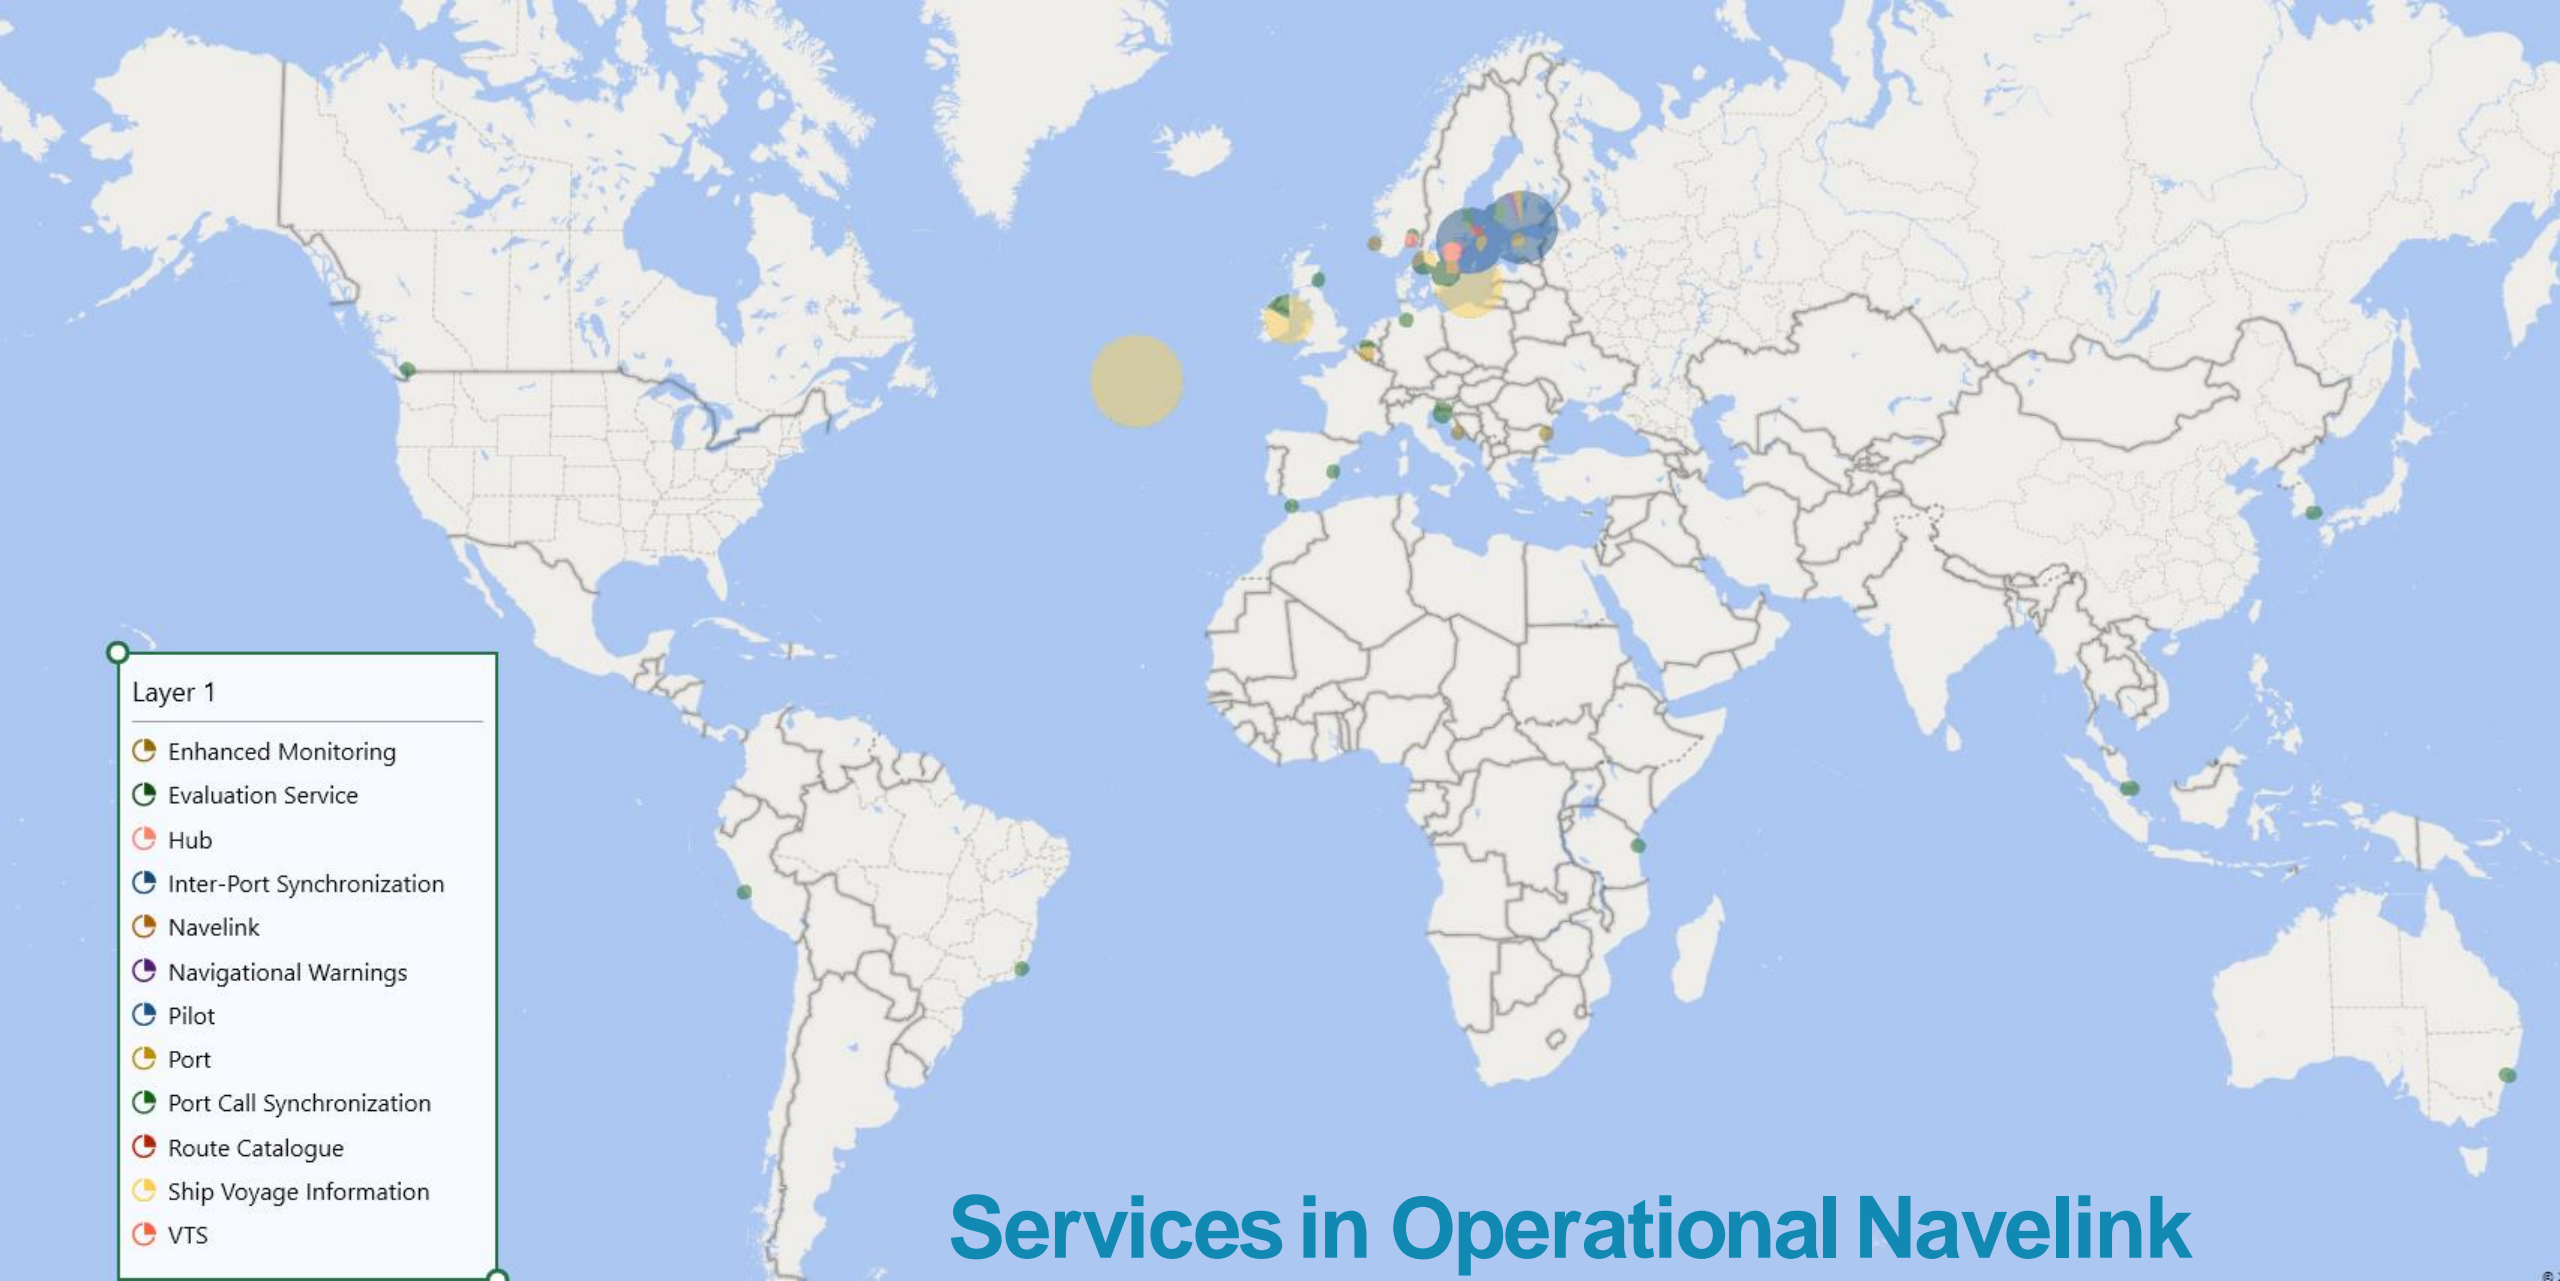 Layer 1
Enhanced Monitoring
Evaluation Service
Hub
Inter-Port Synchronization
Navelink
Navigational Warnings
Pilot
Port
Port Call Synchronization
Route Catalogue
Ship Voyage Information
VTS
Services in Operational Navelink